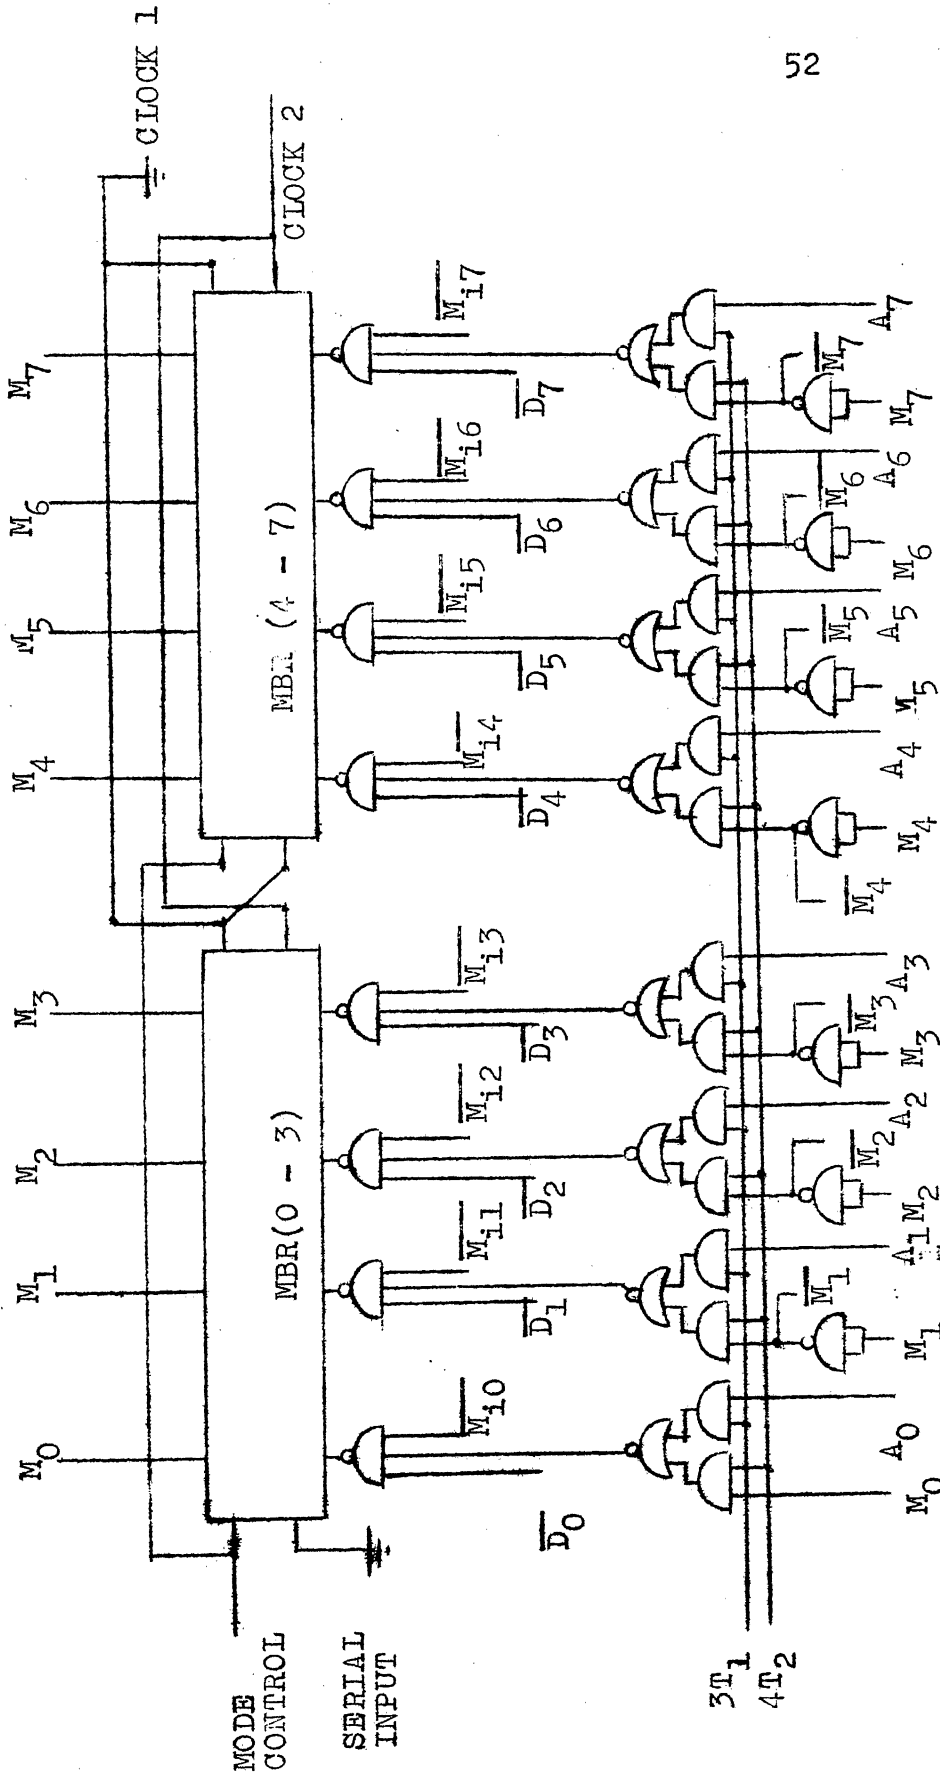 52
CLOCK 1
CLOCK 2
M0 M1 M2 M3 M4 M5 M6 M7
MODE
CONTROL
MBR(0 - 3)
MBR (4 - 7)
SERIAL
INPUT
Mi0 Mi1 Mi2 Mi3 Mi4 Mi5 Mi6 Mi7
D0 D1 D2 D3 D4 D5 D6 D7
3T1
4T2
M1 M2 M3 M4 M5 M6 M7
M0 A0 M1 A1 M2 A2 M3 A3 M4 A4 M5 A5 M6 A6 M7 A7